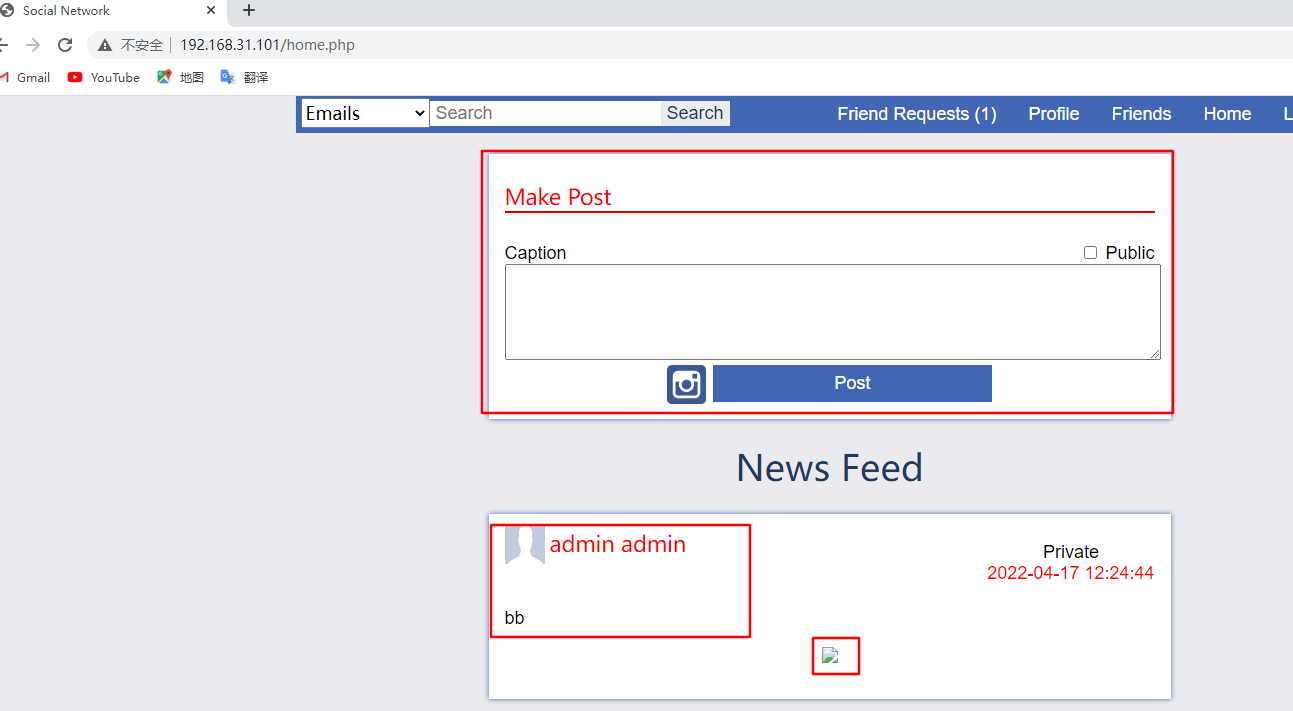 Social Network
不安全 192.168.31.101/home.php
Gmail YouTube 地图 翻译
Emails Search Search Friend Requests (1) Profile Friends Home L
Make Post
Caption Public
Post
News Feed
admin admin
Private
2022-04-17 12:24:44
bb